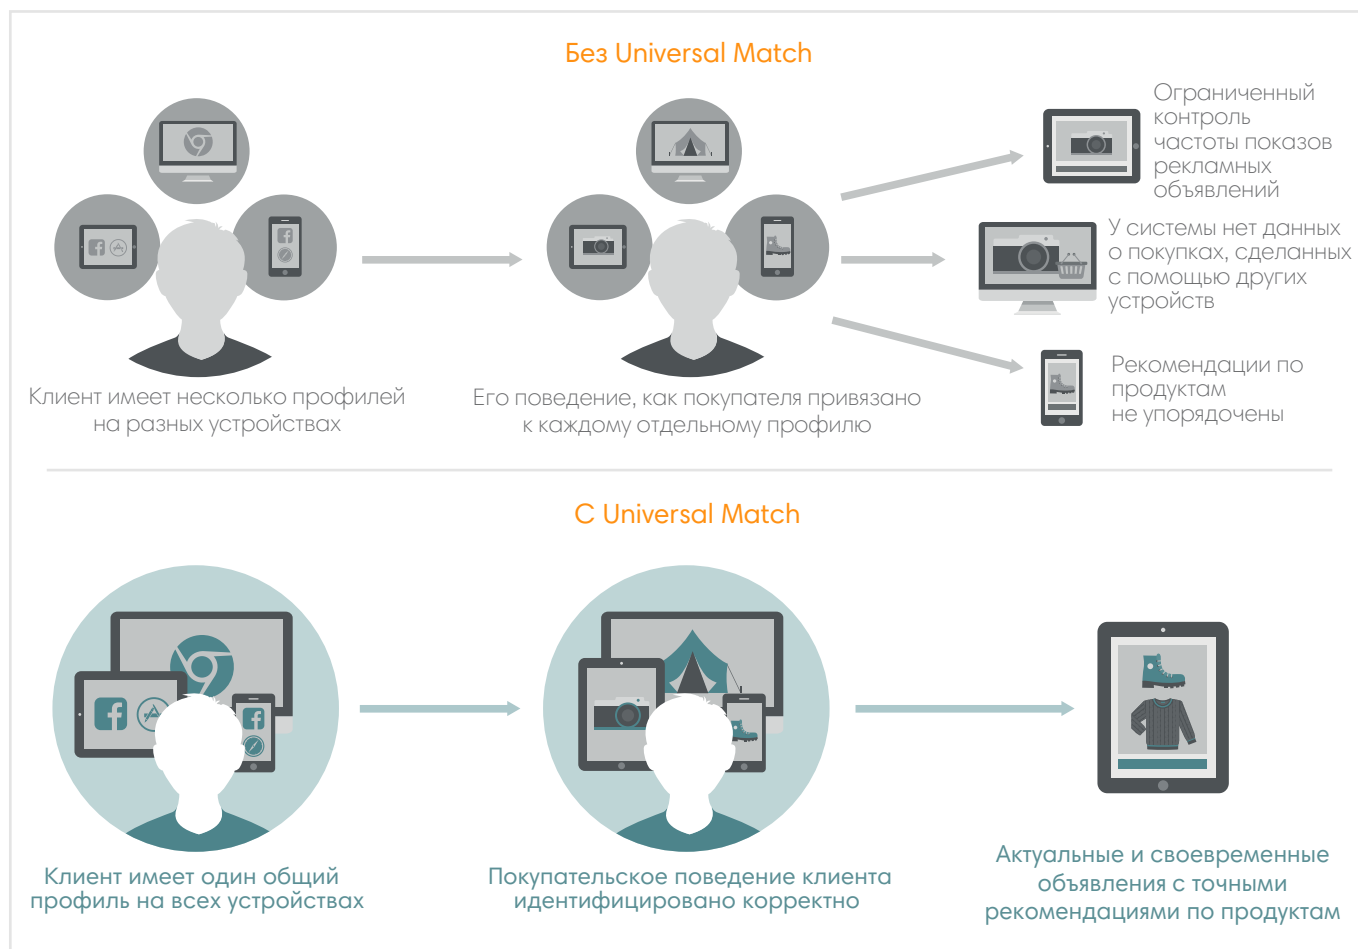 Без Universal Match
Ограниченный
контроль
частоты показов
рекламных
объявлений
У системы нет данных
о покупках, сделанных
с помощью других
устройств
Рекомендации по
продуктам
не упорядочены
Клиент имеет несколько профилей
на разных устройствах
Его поведение, как покупателя привязано
к каждому отдельному профилю
С Universal Match
Клиент имеет один общий
профиль на всех устройствах
Покупательское поведение клиента
идентифицировано корректно
Актуальные и своевременные
объявления с точными
рекомендациями по продуктам